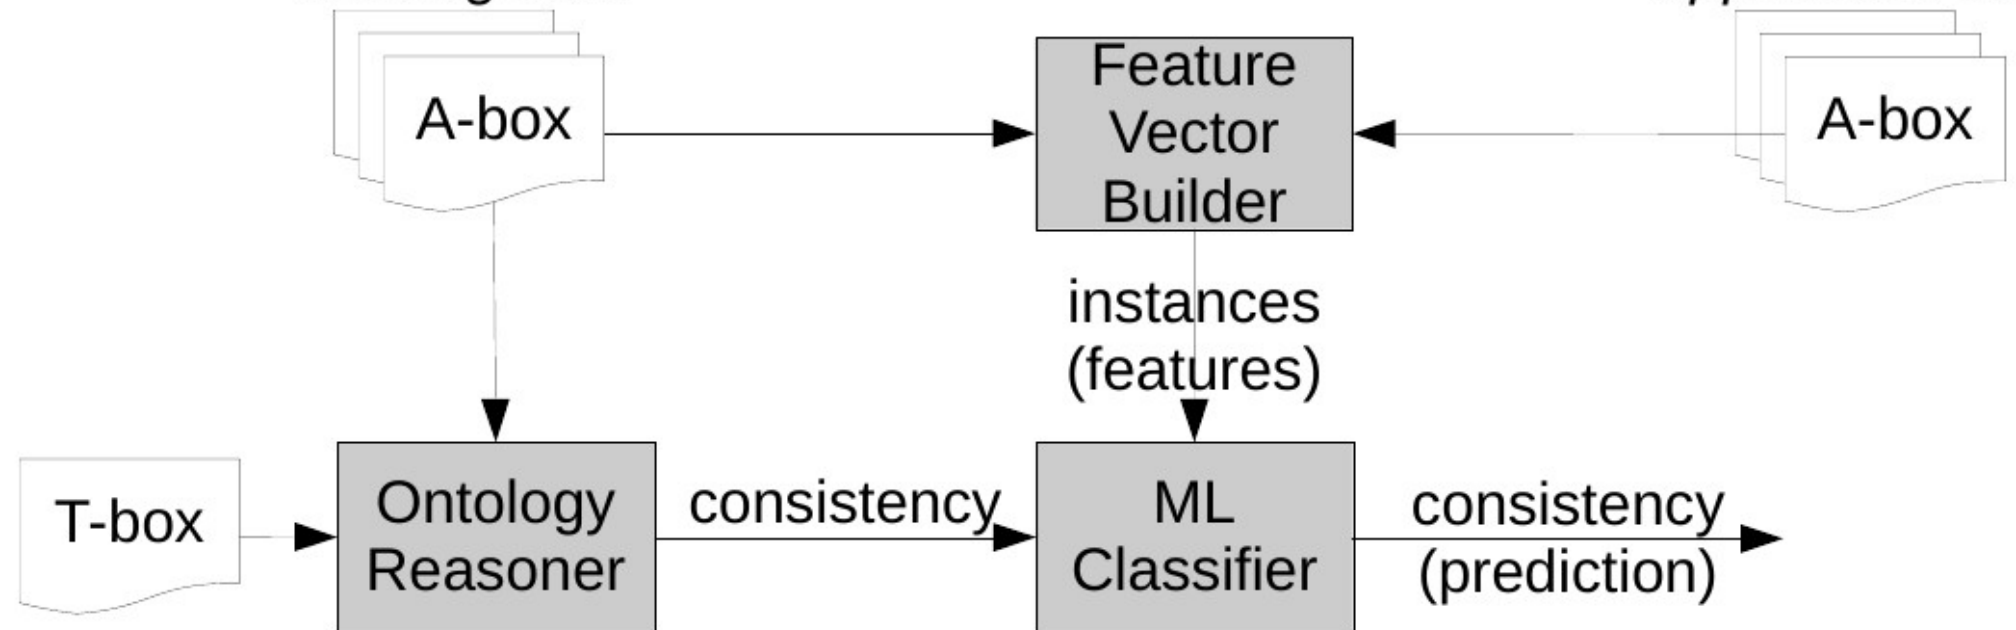 A-box
Feature
Vector
Builder
A-box
instances
(features)
T-box
Ontology
Reasoner
consistency
ML
Classifier
consistency
(prediction)